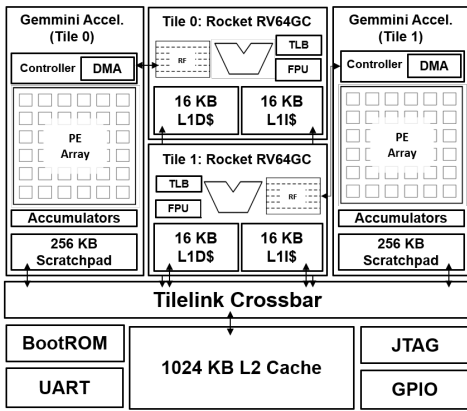 Gemmini Accel.
(Tile 0)
Controller
DMA
PE
Array
Accumulators
256 KB
Scratchpad
Tile 0: Rocket RV64GC
RF
TLB
FPU
16 KB
L1D$
16 KB
L1I$
Tile 1: Rocket RV64GC
TLB
FPU
RF
16 KB
L1D$
16 KB
L1I$
Gemmini Accel.
(Tile 1)
Controller
DMA
PE
Array
Accumulators
256 KB
Scratchpad
Tilelink Crossbar
BootROM
UART
1024 KB L2 Cache
JTAG
GPIO